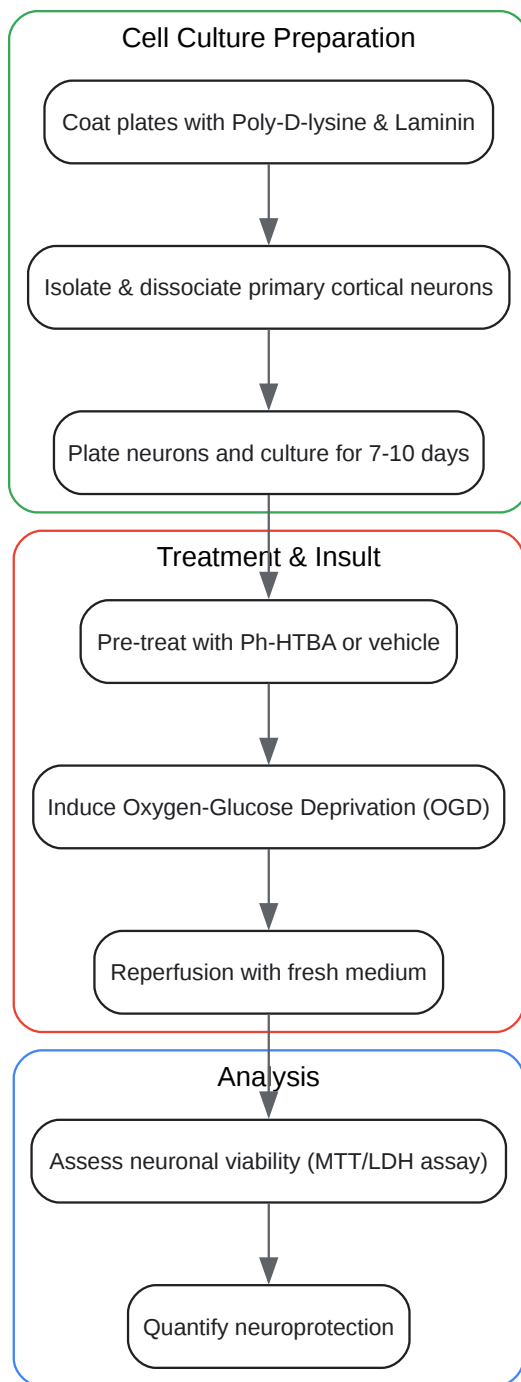 Cell Culture Preparation
Coat plates with Poly-D-lysine & Laminin
Isolate & dissociate primary cortical neurons
Plate neurons and culture for 7-10 days
Treatment & Insult
Pre-treat with Ph-HTBA or vehicle
Induce Oxygen-Glucose Deprivation (OGD)
Reperfusion with fresh medium
Analysis
Assess neuronal viability (MTT/LDH assay)
Quantify neuroprotection